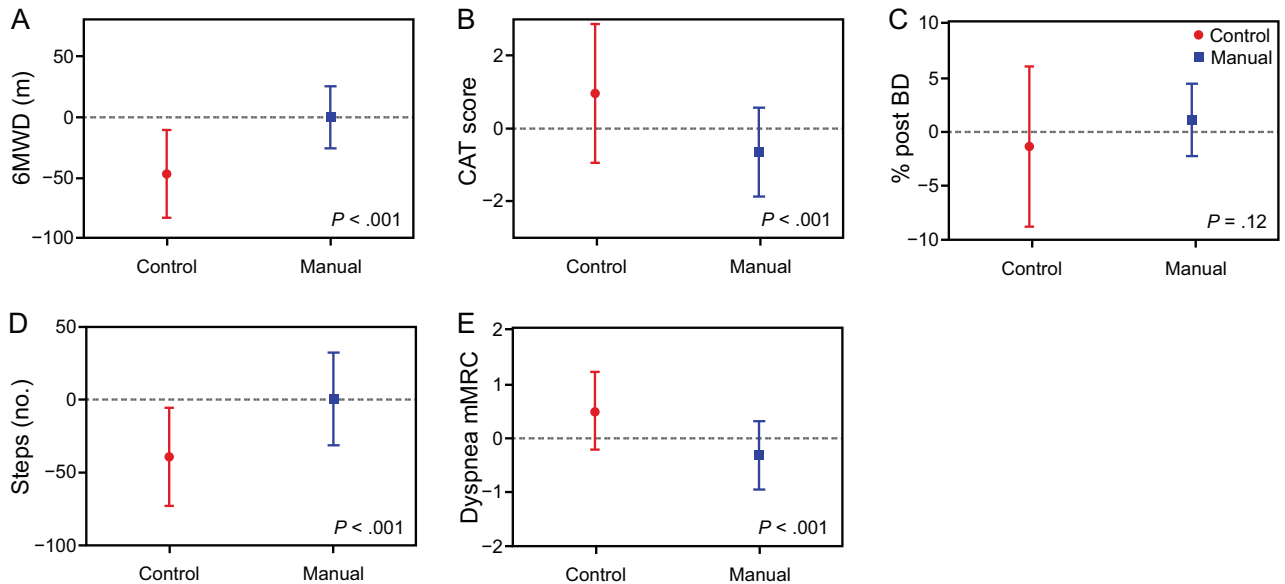 A
6MWD (m)
50
0
−50
−100
P < .001
Control Manual
B
CAT score
2
0
−2
P < .001
Control Manual
C
% post BD
10
5
0
−5
−10
Control
Manual
P = .12
Control Manual
D
Steps (no.)
50
0
−50
−100
P < .001
Control Manual
E
Dyspnea mMRC
2
1
0
−1
−2
P < .001
Control Manual